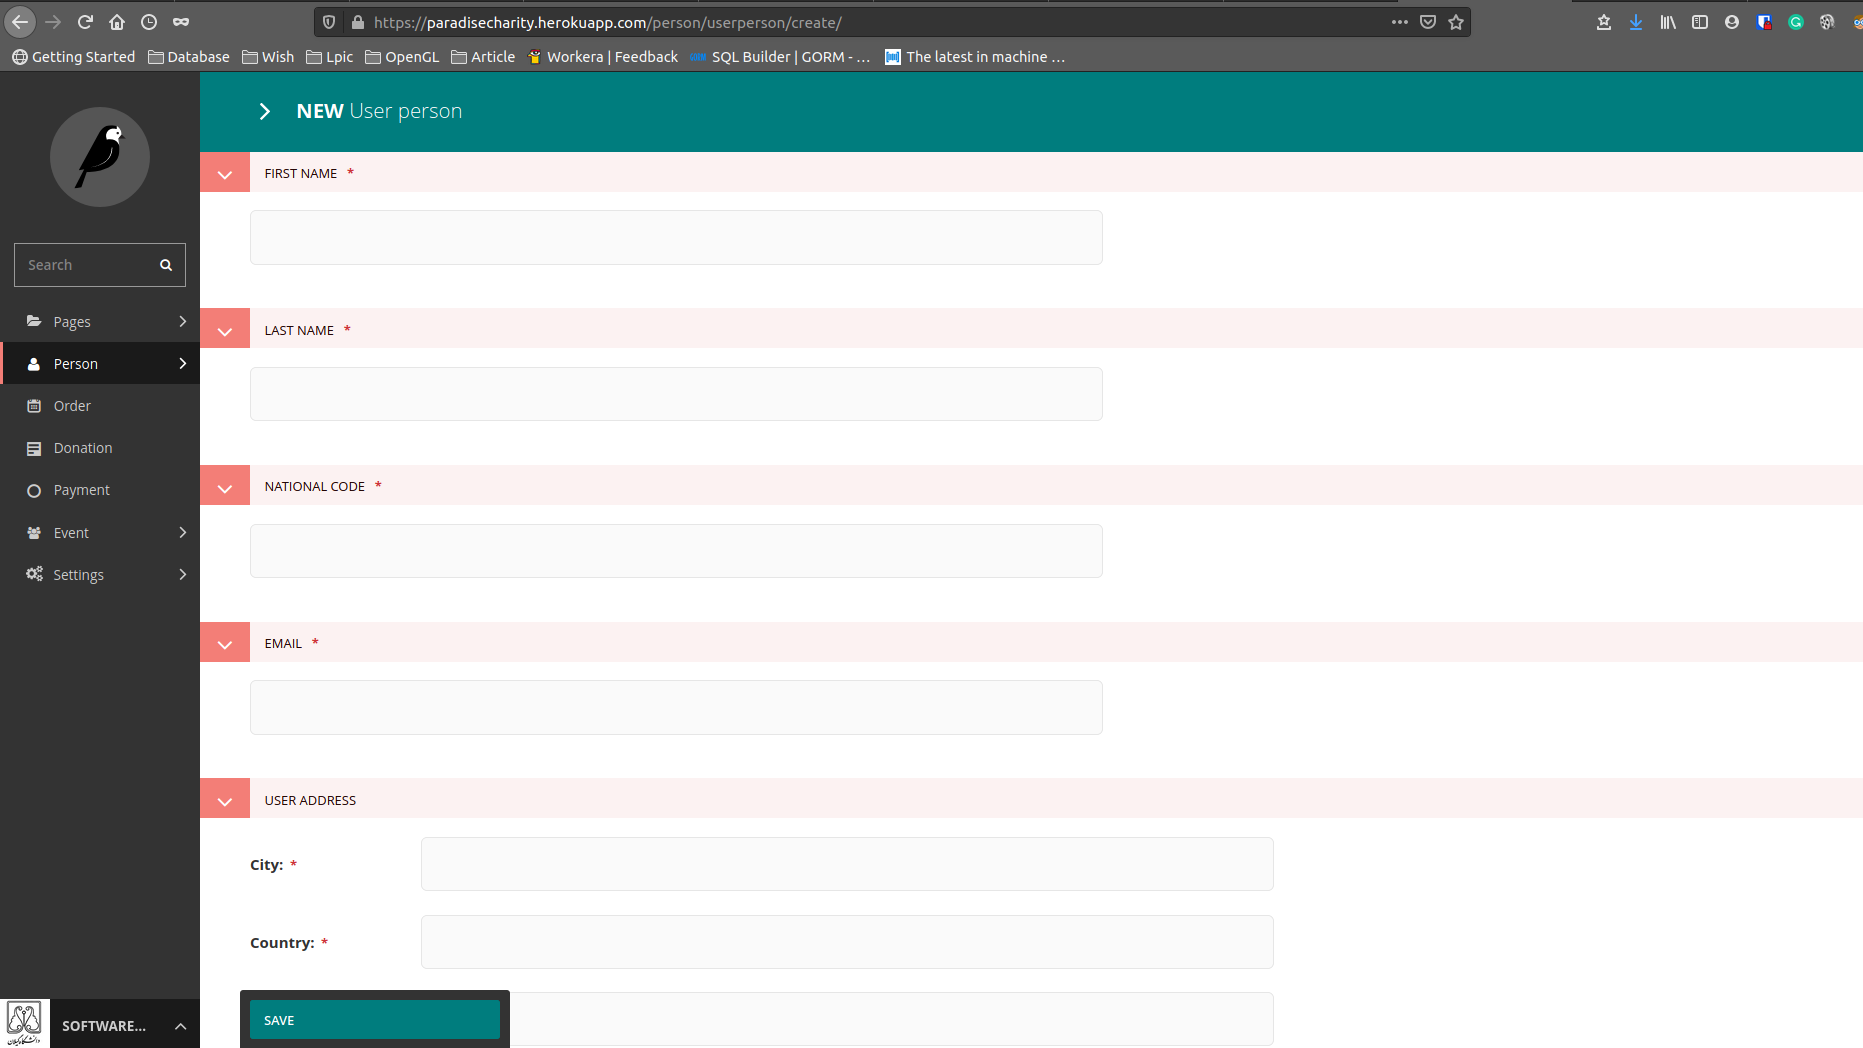 https://paradisecharity.herokuapp.com/person/userperson/create/
Getting Started Database Wish Lpic OpenGL Article Workera | Feedback SQL Builder | GORM - ... The latest in machine ...
NEW User person
FIRST NAME *
Search
Pages
LAST NAME *
Person
Order
Donation
NATIONAL CODE *
Payment
Event
Settings
EMAIL *
USER ADDRESS
City: *
Country: *
SAVE
SOFTWARE...